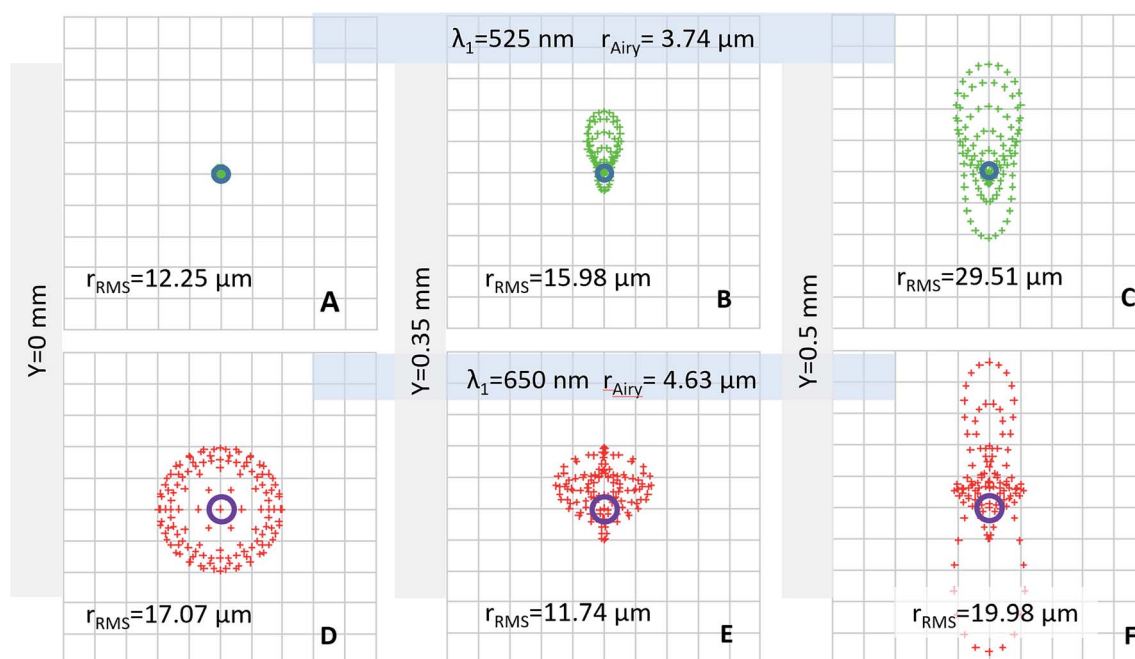 λ1=525 nm rAiry= 3.74 µm
Y=0 mm
Y=0.35 mm
Y=0.5 mm
rRMS=12.25 µm
A
rRMS=15.98 µm
B
rRMS=29.51 µm
C
λ1=650 nm rAiry= 4.63 µm
rRMS=17.07 µm
D
rRMS=11.74 µm
E
rRMS=19.98 µm
F